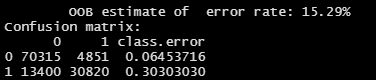 OOB estimate of  error rate: 15.29%
Confusion matrix:
      0     1 class.error
0 70315  4851  0.06453716
1 13400 30820  0.30303030